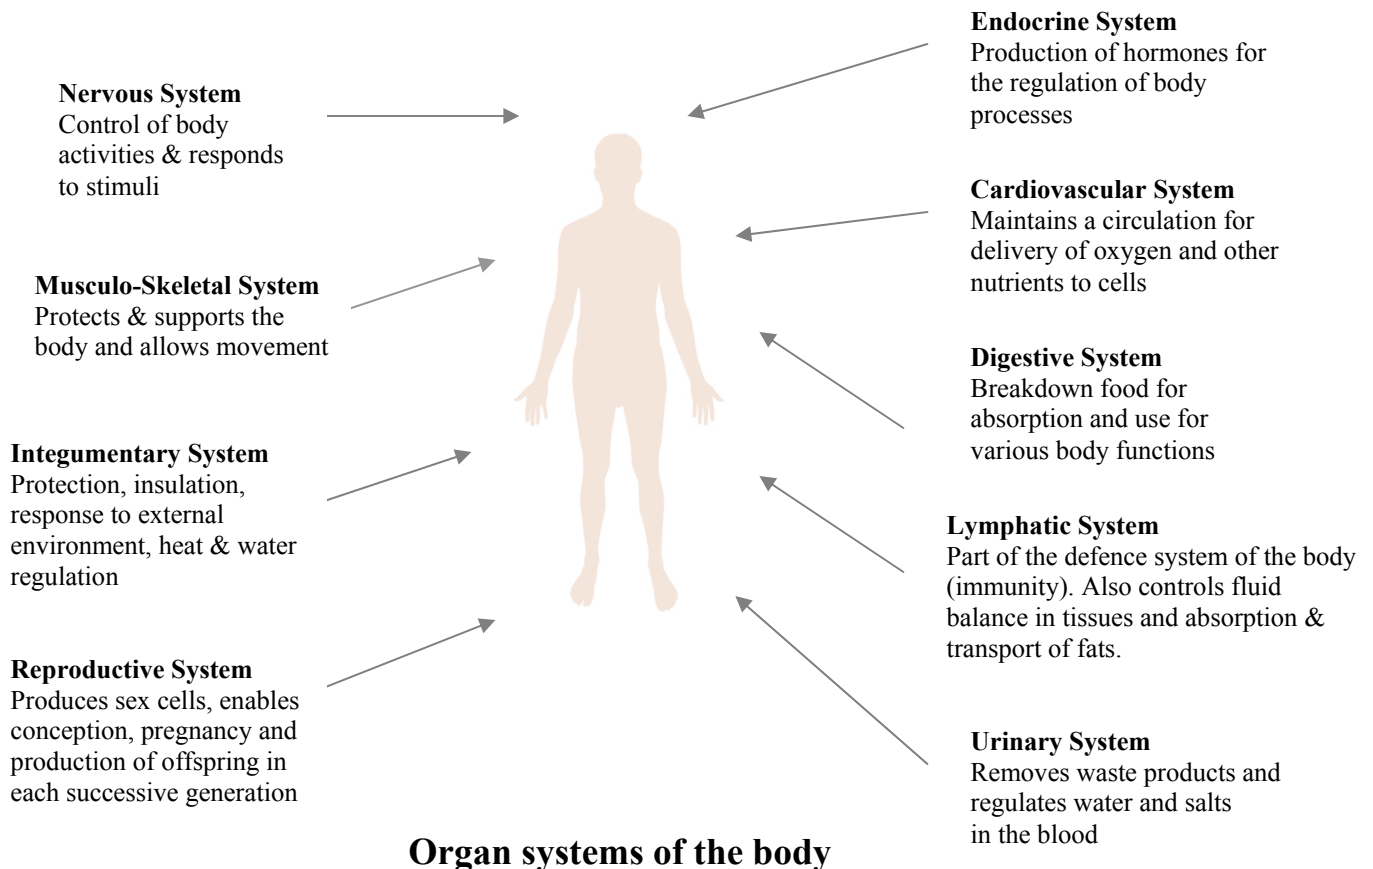 Nervous System
Control of body
activities & responds
to stimuli
Musculo-Skeletal System
Protects & supports the
body and allows movement
Integumentary System
Protection, insulation,
response to external
environment, heat & water
regulation
Reproductive System
Produces sex cells, enables
conception, pregnancy and
production of offspring in
each successive generation
Endocrine System
Production of hormones for
the regulation of body
processes
Cardiovascular System
Maintains a circulation for
delivery of oxygen and other
nutrients to cells
Digestive System
Breakdown food for
absorption and use for
various body functions
Lymphatic System
Part of the defence system of the body
(immunity). Also controls fluid
balance in tissues and absorption &
transport of fats.
Urinary System
Removes waste products and
regulates water and salts
in the blood
Organ systems of the body